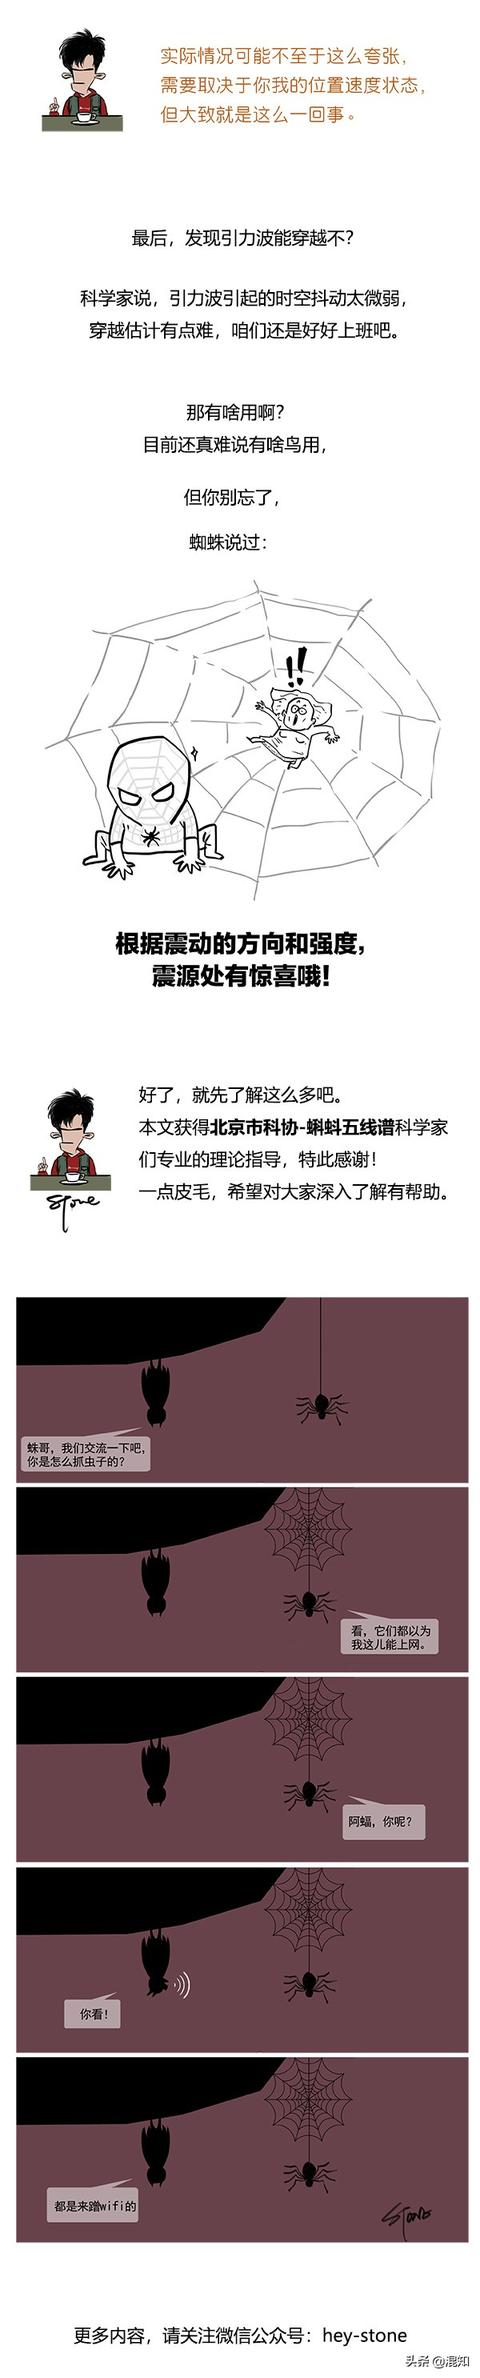 实际情况可能不至于这么夸张，
需要取决于你我的位置速度状态，
但大致就是这么一回事。
最后，发现引力波能穿越不？
科学家说，引力波引起的时空抖动太微弱，
穿越估计有点难，咱们还是好好上班吧。
那有啥用啊？
目前还真难说有啥鸟用，
但你别忘了，
蜘蛛说过：
!!
根据震动的方向和强度，
震源处有惊喜哦！
好了，就先了解这么多吧。
本文获得北京市科协-蝌蚪五线谱科学家
们专业的理论指导，特此感谢！
一点皮毛，希望对大家深入了解有帮助。
Stone
蛛哥，我们交流一下吧，
你是怎么抓虫子的？
看，它们都以为
我这儿能上网。
阿蝠，你呢？
你看！
都是来蹭wifi的
Stone
更多内容，请关注微信公众号：hey-stone
头条 @混知